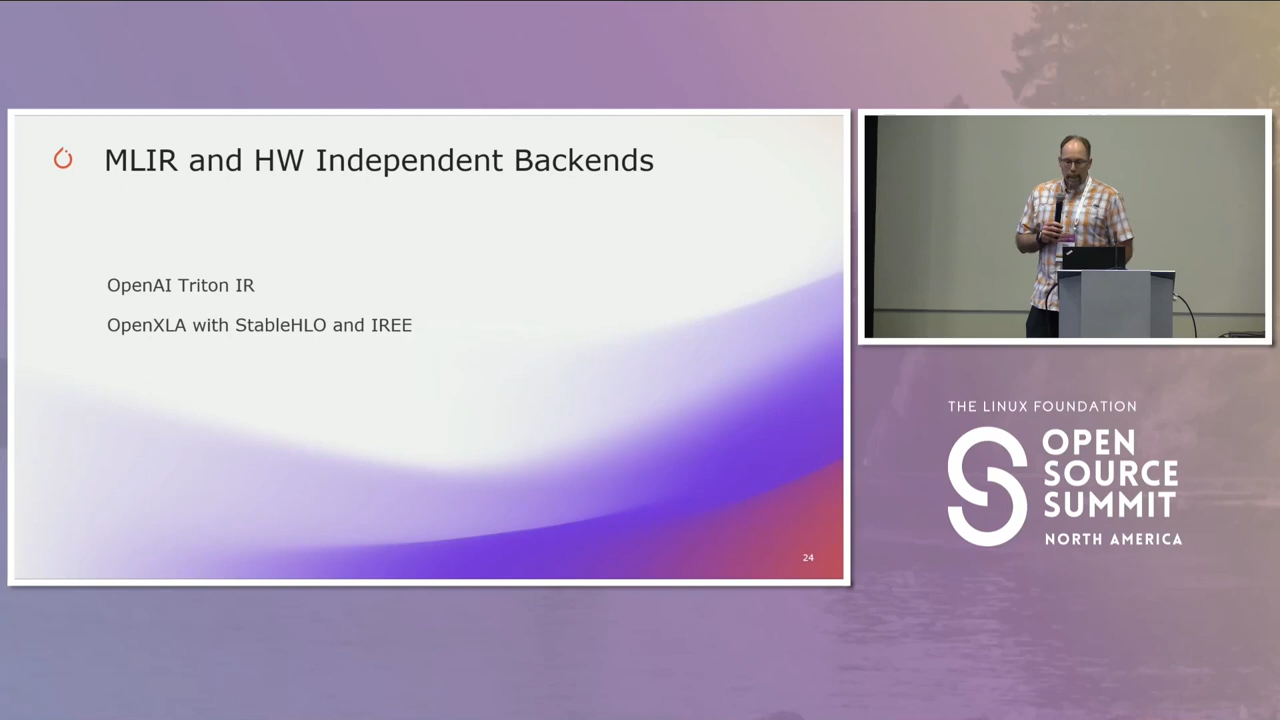 MLIR and HW Independent Backends
OpenAI Triton IR
OpenXLA with StableHLO and IREE
24
THE LINUX FOUNDATION
OPEN
SOURCE
SUMMIT
NORTH AMERICA